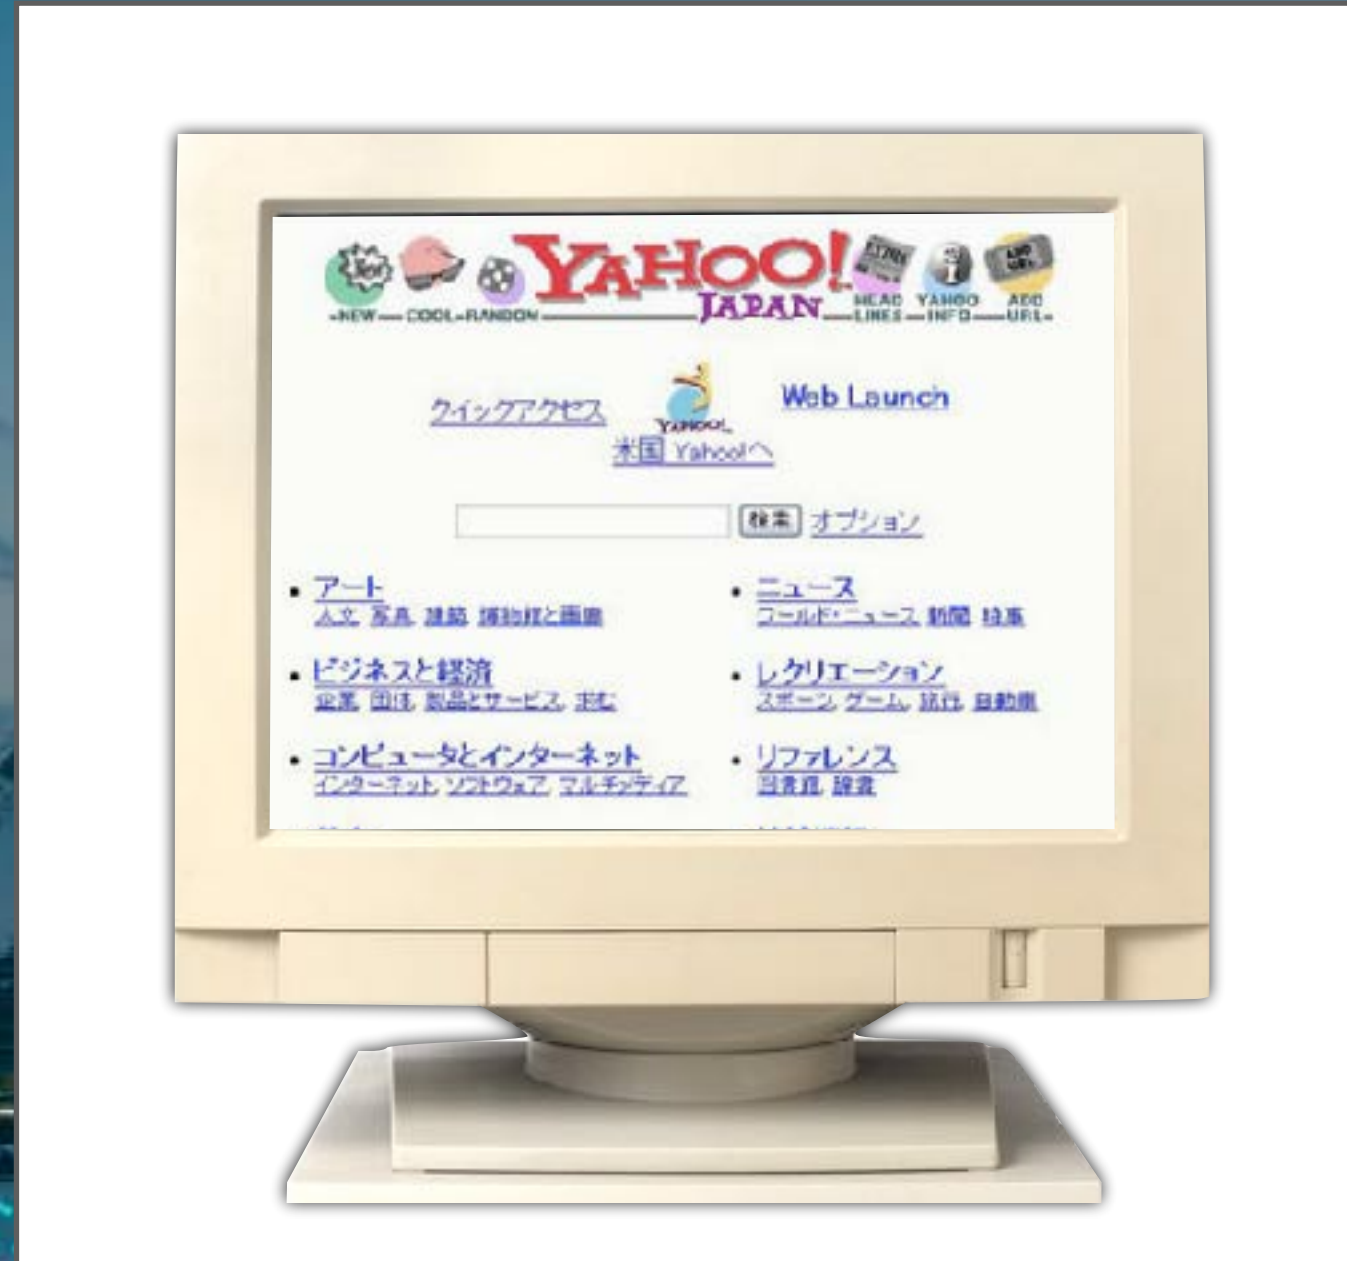 YAHOO!
JAPAN
NEW COOL RANDOM HEAD LINES YAHOO INFO ADD URL
クイックアクセス
YAHOO!
Web Launch
米国 Yahoo!へ
検索 オプション
アート
人文, 写真, 建築, 博物館と画廊
ニュース
ワールド・ニュース, 新聞, 時事
ビジネスと経済
企業, 団体, 製品とサービス, 求む
レクリエーション
スポーツ, ゲーム, 旅行, 自動車
コンピュータとインターネット
インターネット, ソフトウェア, マルチメディア
リファレンス
図書館, 辞書